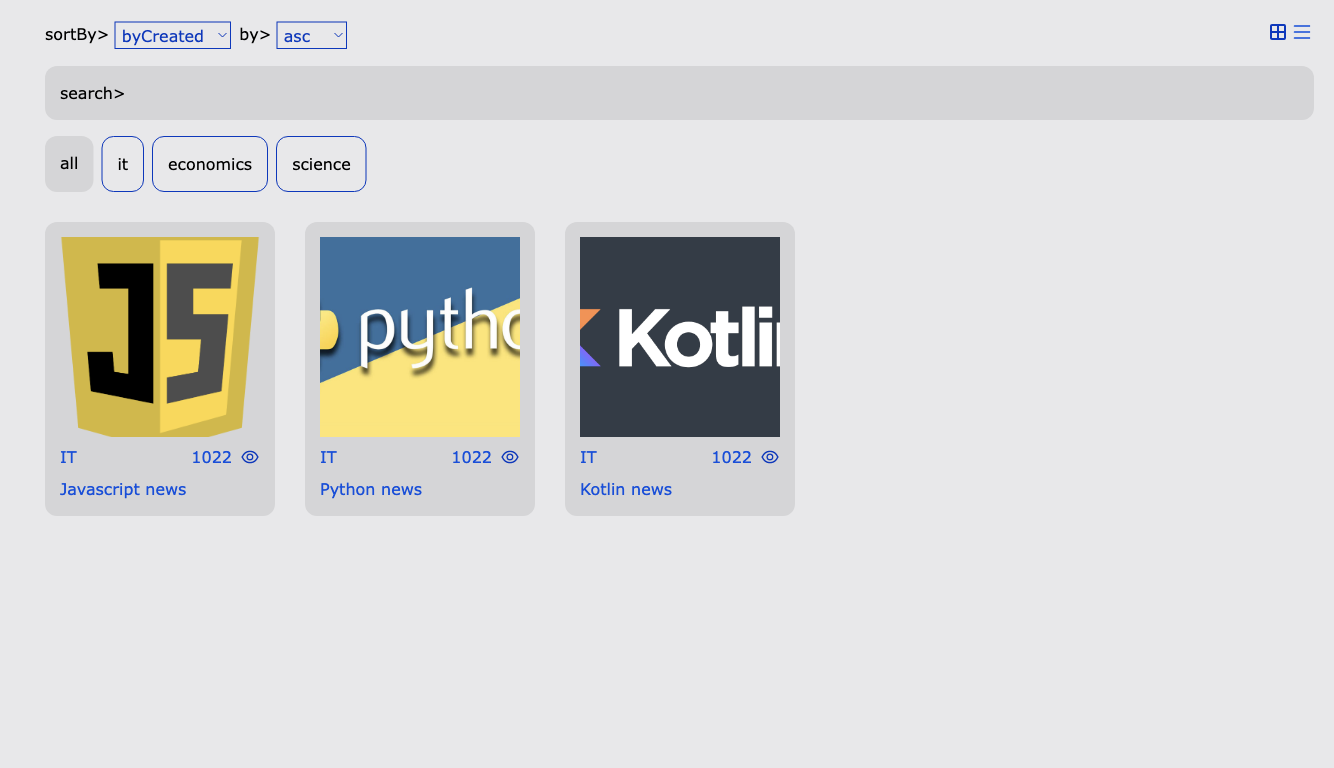 sortBy> byCreated by> asc
search>
all it economics science
JS
pytho
Kotlin
IT 1022
IT 1022
IT 1022
Javascript news
Python news
Kotlin news